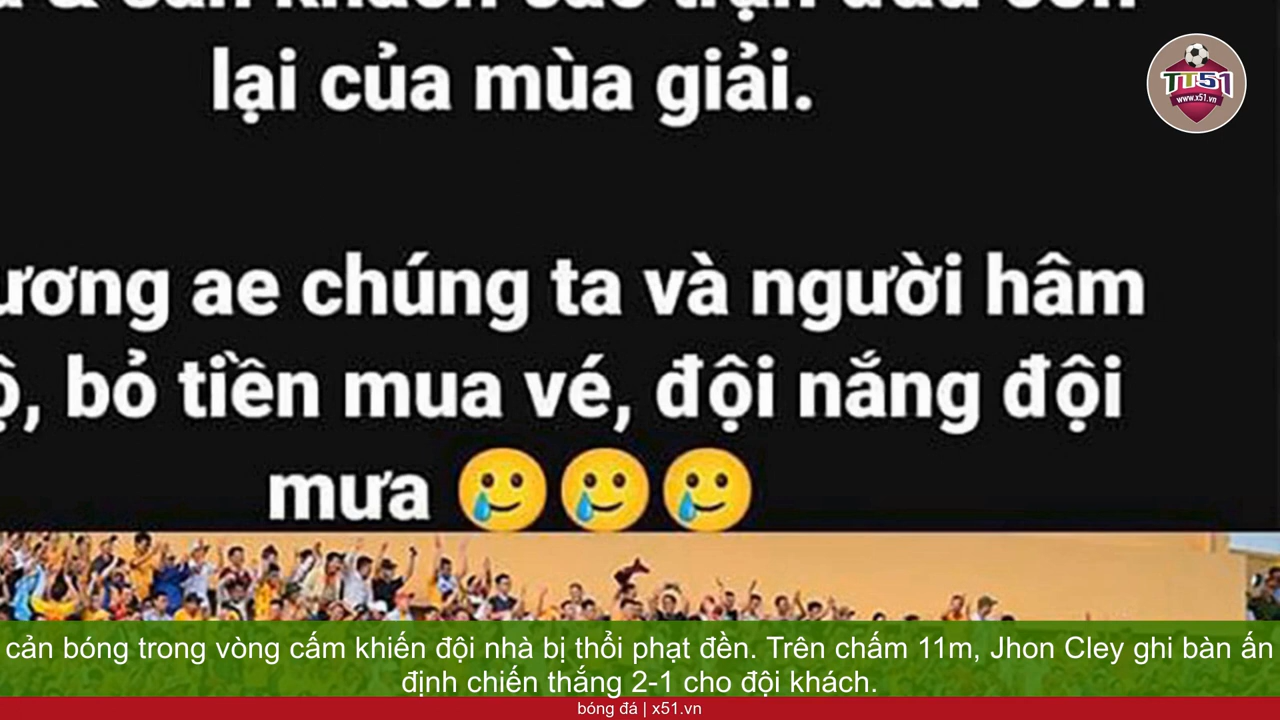 lại của mùa giải.
TT51
www.x51.vn
ae chúng ta và người hâm
bỏ tiền mua vé, đội nắng đội
mưa 🥲🥲🥲
cản bóng trong vòng cấm khiến đội nhà bị thổi phạt đền. Trên chấm 11m, Jhon Cley ghi bàn ấn
định chiến thắng 2-1 cho đội khách.
bóng đá | x51.vn